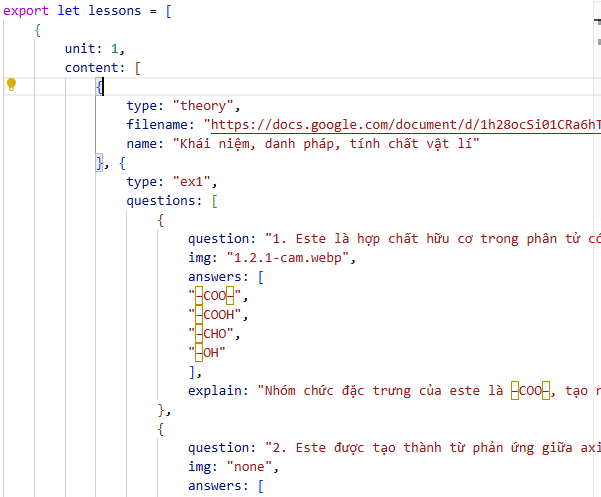 export let lessons = [
{
unit: 1,
content: [
{
type: "theory",
filename: "https://docs.google.com/document/d/1h28ocSi01CRa6hT
name: "Khái niệm, danh pháp, tính chất vật lí"
}, {
type: "ex1",
questions: [
{
question: "1. Este là hợp chất hữu cơ trong phân tử có
img: "1.2.1-cam.webp",
answers: [
"–COO–",
"–COOH",
"–CHO",
"–OH"
],
explain: "Nhóm chức đặc trưng của este là –COO–, tạo
},
{
question: "2. Este được tạo thành từ phản ứng giữa axi
img: "none",
answers: [